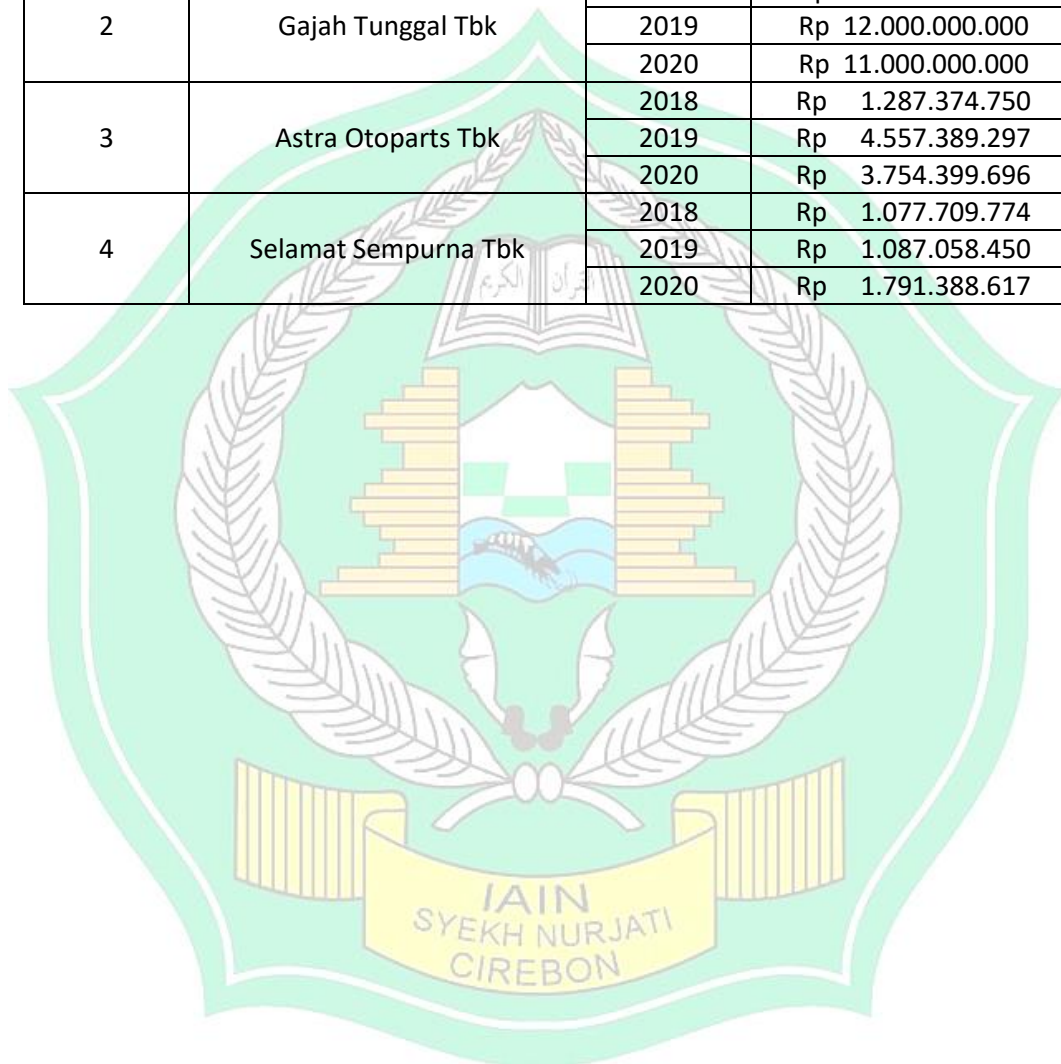 2 Gajah Tunggal Tbk 2019 Rp 12.000.000.000
2020 Rp 11.000.000.000
2018 Rp 1.287.374.750
3 Astra Otoparts Tbk 2019 Rp 4.557.389.297
2020 Rp 3.754.399.696
2018 Rp 1.077.709.774
4 Selamat Sempurna Tbk 2019 Rp 1.087.058.450
2020 Rp 1.791.388.617
القرآن الكريم
IAIN
SYEKH NURJATI
CIREBON